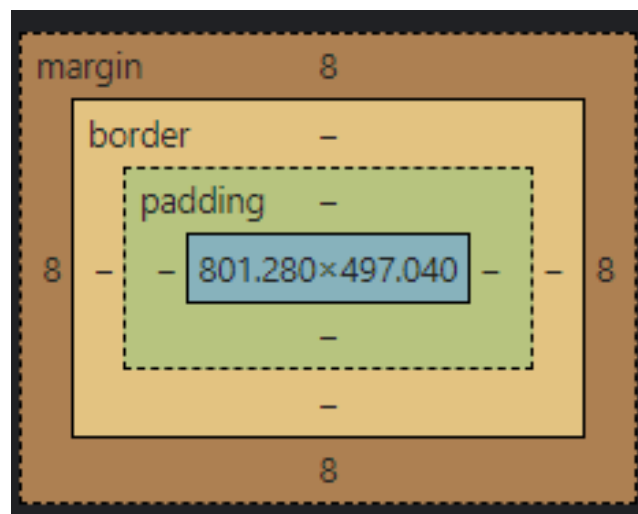 margin 8
border –
padding –
8 – – 801.280×497.040 – – 8
–
–
8